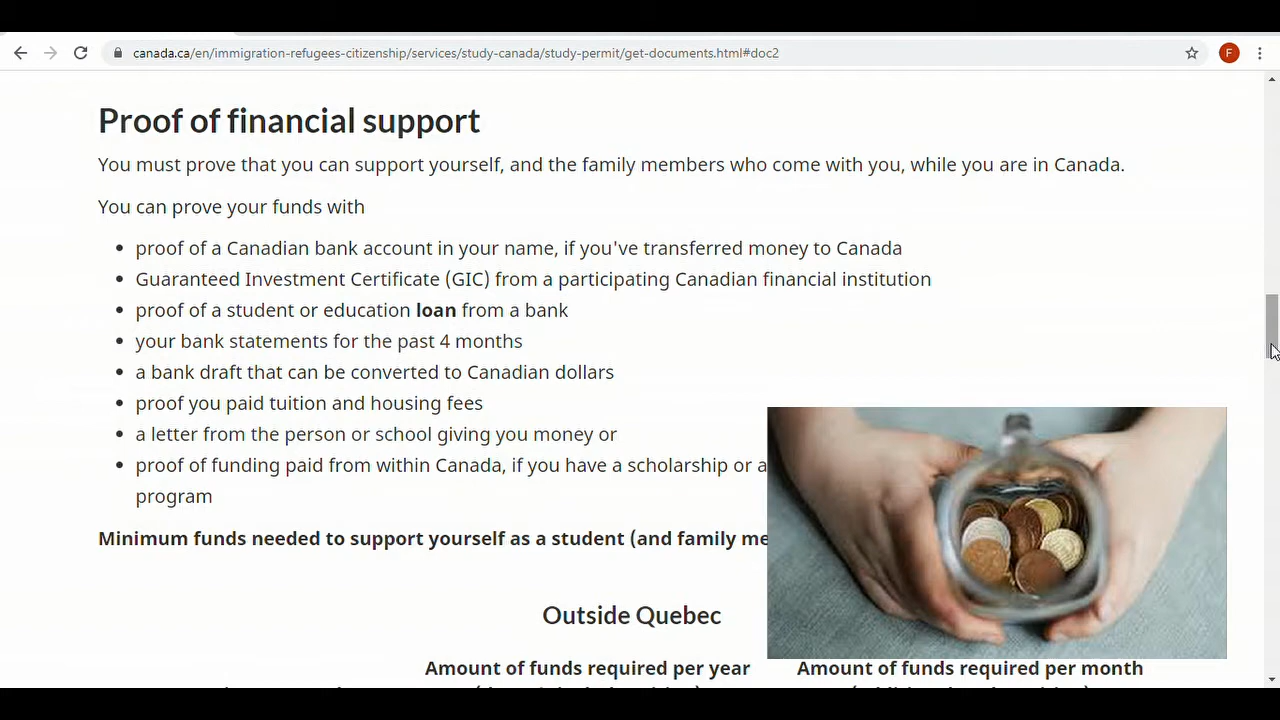 canada.ca/en/immigration-refugees-citizenship/services/study-canada/study-permit/get-documents.html#doc2
F
Proof of financial support
You must prove that you can support yourself, and the family members who come with you, while you are in Canada.
You can prove your funds with
• proof of a Canadian bank account in your name, if you've transferred money to Canada
• Guaranteed Investment Certificate (GIC) from a participating Canadian financial institution
• proof of a student or education loan from a bank
• your bank statements for the past 4 months
• a bank draft that can be converted to Canadian dollars
• proof you paid tuition and housing fees
• a letter from the person or school giving you money or
• proof of funding paid from within Canada, if you have a scholarship or a
program
Minimum funds needed to support yourself as a student (and family me
Outside Quebec
Amount of funds required per year
Amount of funds required per month